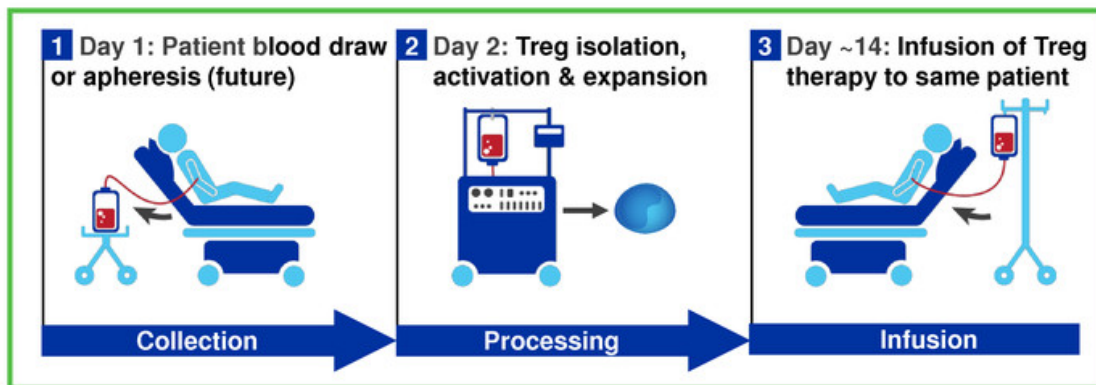 1 Day 1: Patient blood draw
or apheresis (future)
2 Day 2: Treg isolation,
activation & expansion
3 Day ~14: Infusion of Treg
therapy to same patient
Collection
Processing
Infusion